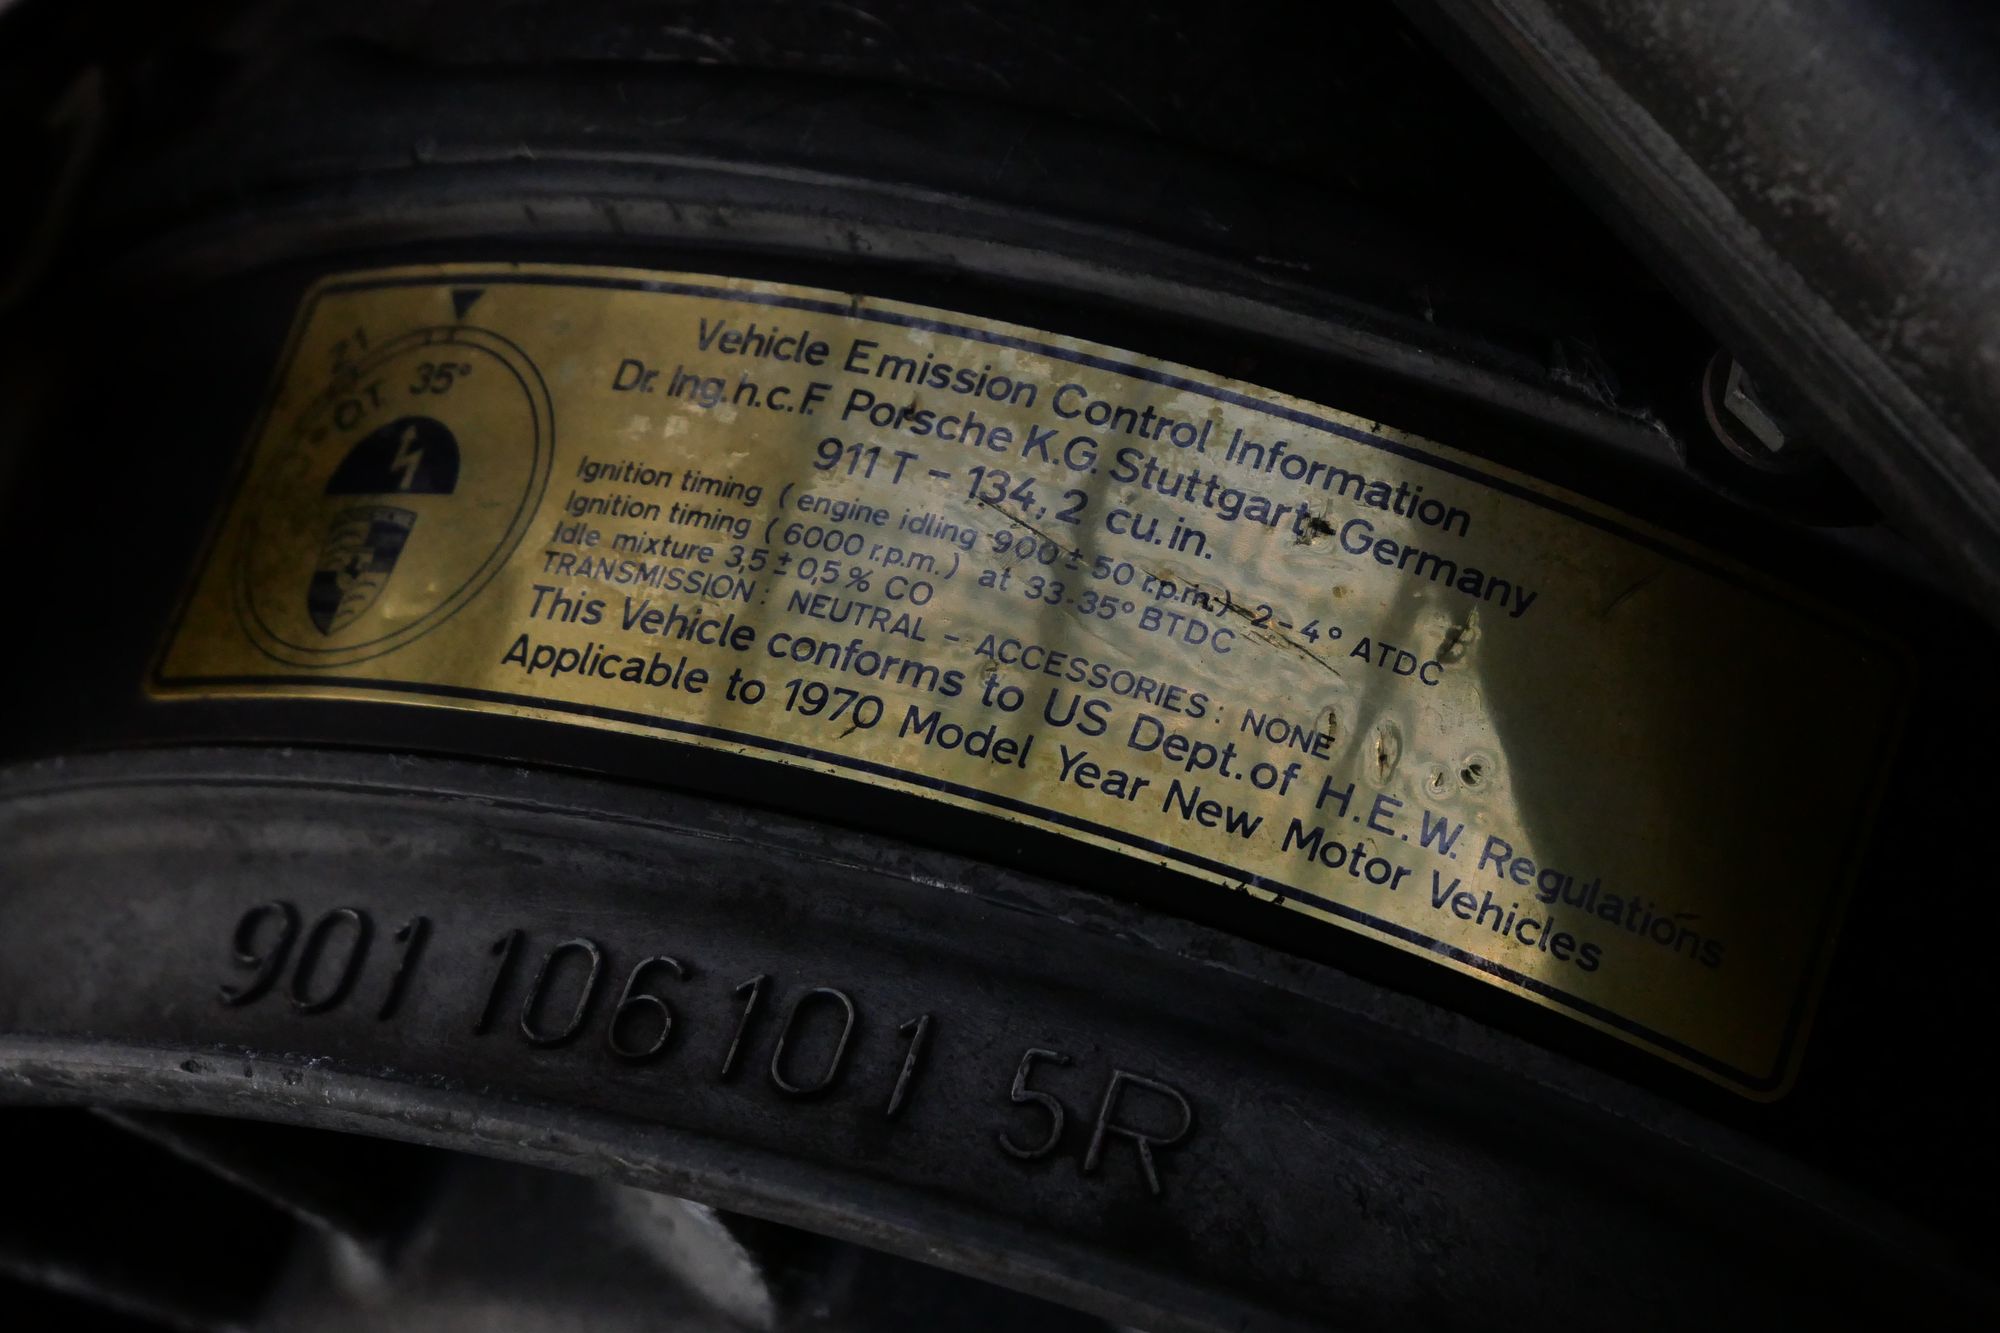 35°
O.T.
Vehicle Emission Control Information
Dr. Ing.h.c.F. Porsche K.G. Stuttgart-Germany
911 T - 134,2 cu.in.
Ignition timing (engine idling 900 ± 50 r.p.m.) 2-4° ATDC
Ignition timing (6000 r.p.m.) at 33-35° BTDC
Idle mixture 3,5 ± 0,5% CO
TRANSMISSION: NEUTRAL - ACCESSORIES: NONE
This Vehicle conforms to US Dept. of H.E.W. Regulations
Applicable to 1970 Model Year New Motor Vehicles
901 106 101 5R